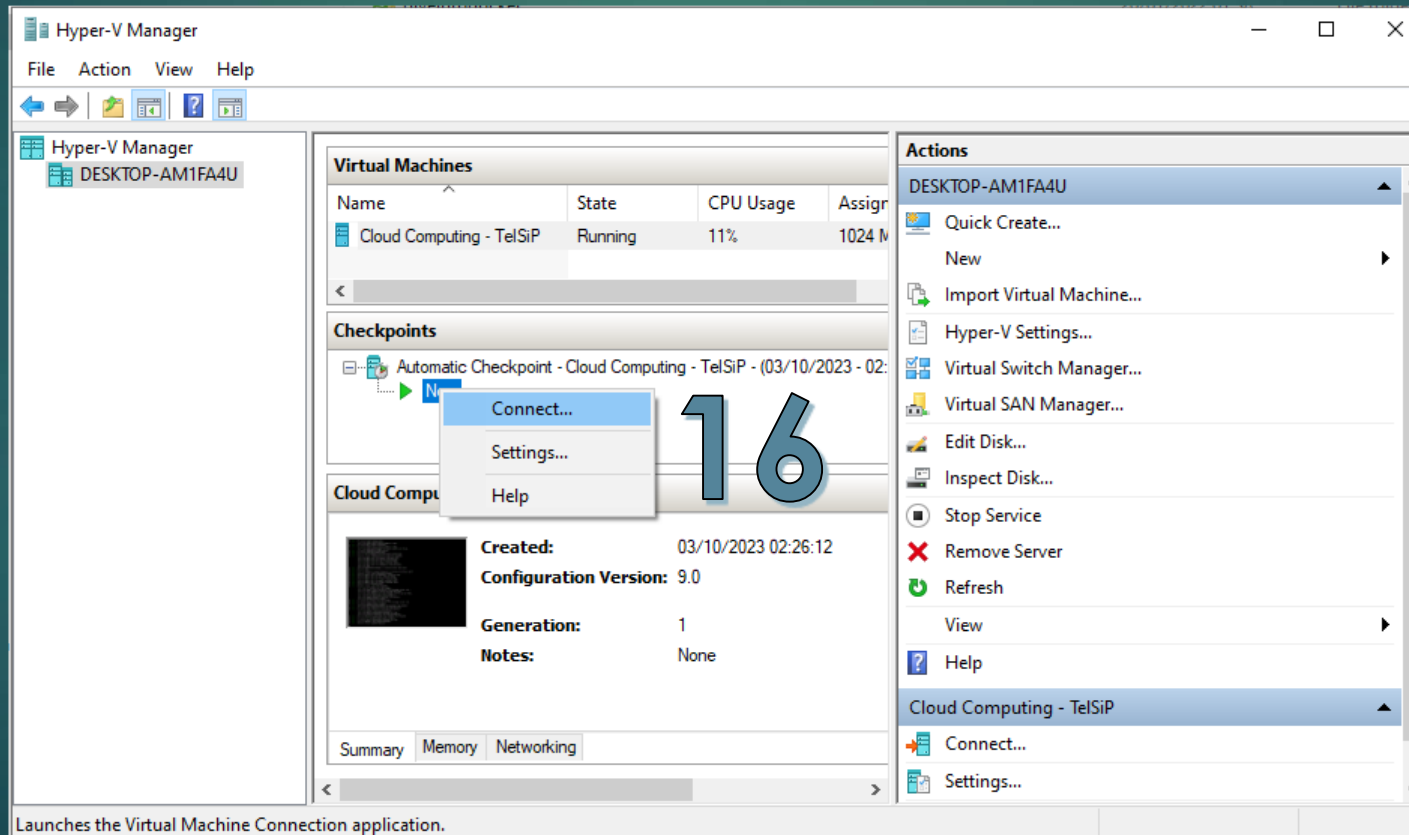 Hyper-V Manager
File Action View Help
Hyper-V Manager
DESKTOP-AM1FA4U
Virtual Machines
Name State CPU Usage Assign
Cloud Computing - TelSiP Running 11% 1024 M
Checkpoints
Automatic Checkpoint - Cloud Computing - TelSiP - (03/10/2023 - 02:
Connect...
Settings...
Help
16
Cloud Compu
Created: 03/10/2023 02:26:12
Configuration Version: 9.0
Generation: 1
Notes: None
Summary Memory Networking
Actions
DESKTOP-AM1FA4U
Quick Create...
New
Import Virtual Machine...
Hyper-V Settings...
Virtual Switch Manager...
Virtual SAN Manager...
Edit Disk...
Inspect Disk...
Stop Service
Remove Server
Refresh
View
Help
Cloud Computing - TelSiP
Connect...
Settings...
Launches the Virtual Machine Connection application.